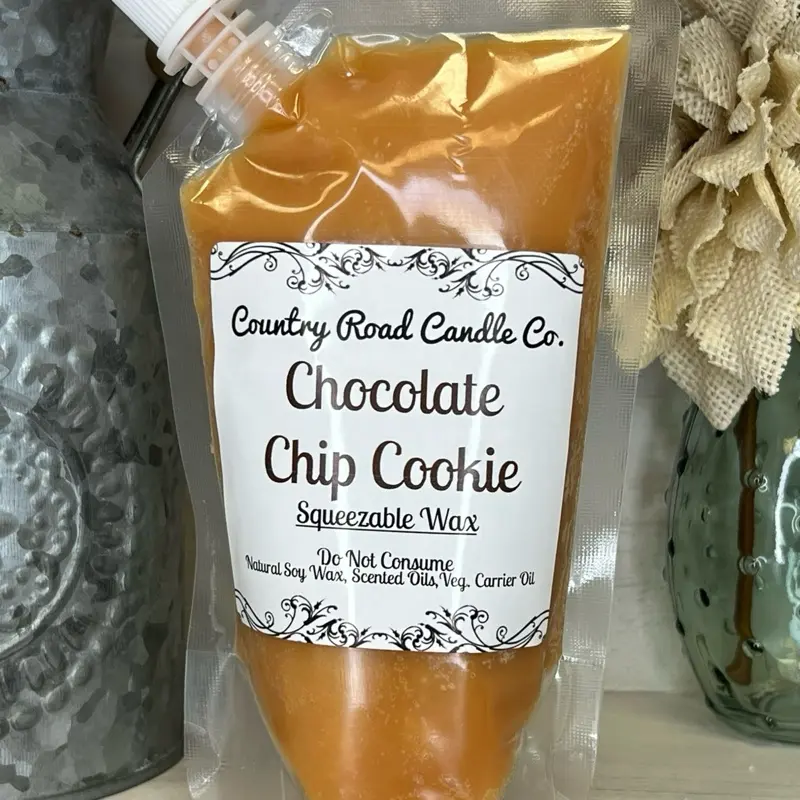 Country Road Candle Co.
Chocolate
Chip Cookie
Squeezable Wax
Do Not Consume
Natural Soy Wax, Scented Oils,Veg. Carrier Oil